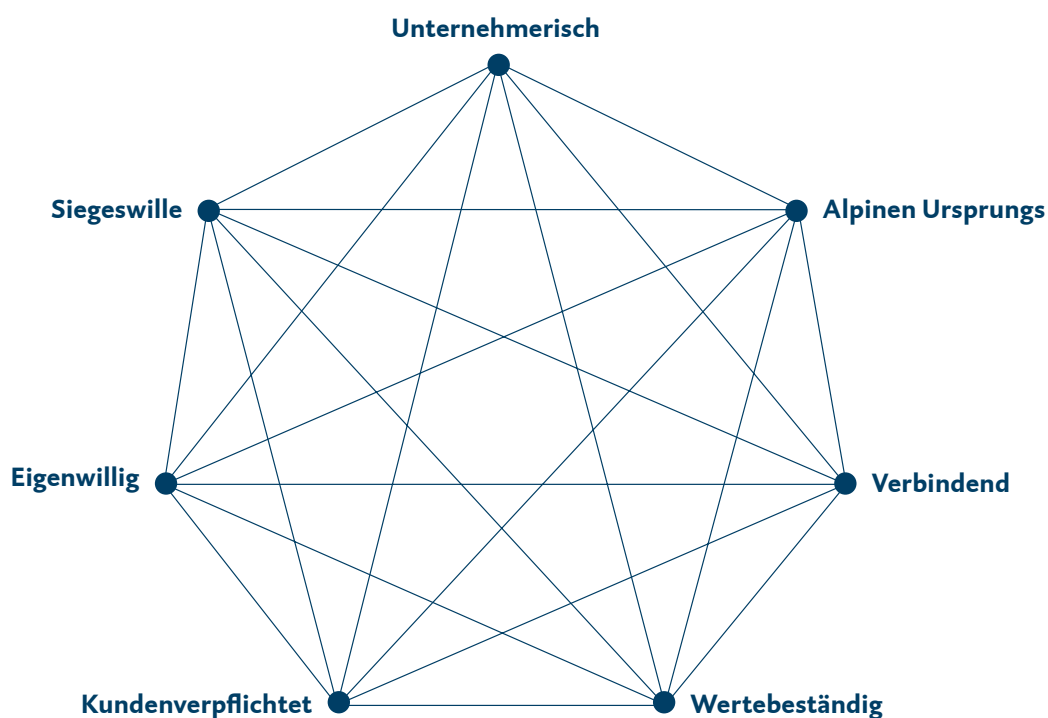 Unternehmerisch
Siegeswille
Alpinen Ursprungs
Eigenwillig
Verbindend
Kundenverpflichtet
Wertebeständig